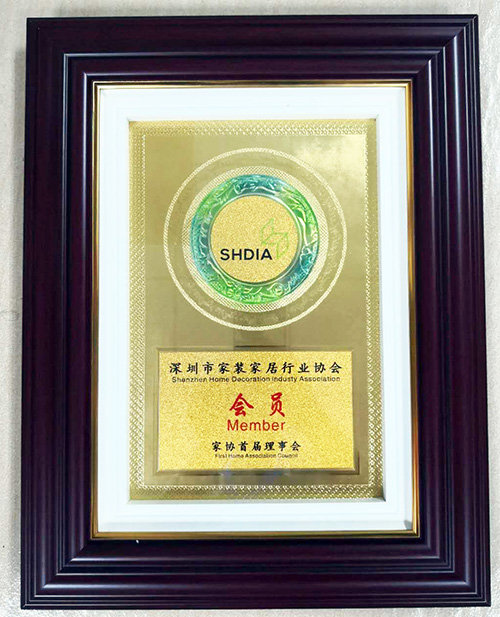 SHDIA
深圳市家装家居行业协会
Shenzhen Home Decoration Industy Association
会员
Member
家协首届理事会
First Home Association Council